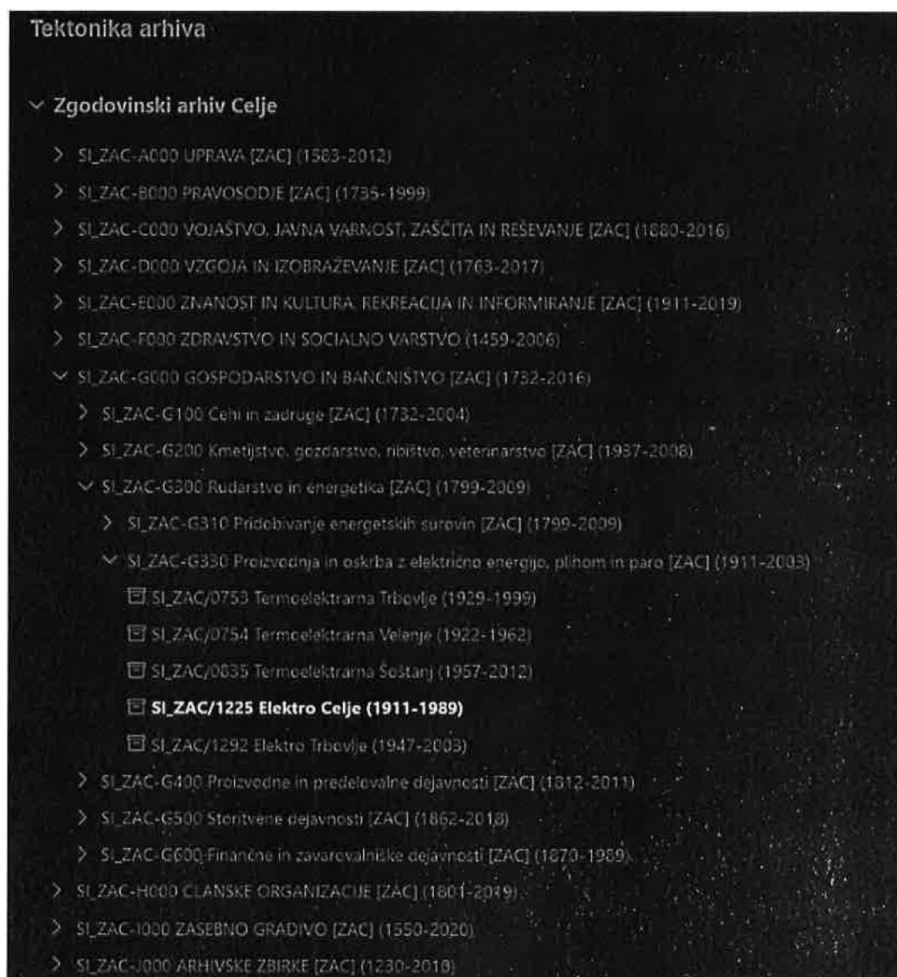 Tektonika arhiva
Zgodovinski arhiv Celje
SI_ZAC-A000 UPRAVA [ZAC] (1583-2012)
SI_ZAC-B000 PRAVOSODJE [ZAC] (1735-1999)
SI_ZAC-C000 VOJAŠTVO, JAVNA VARNOST, ZAŠČITA IN REŠEVANJE [ZAC] (1880-2016)
SI_ZAC-D000 VZGOJA IN IZOBRAŽEVANJE [ZAC] (1763-2017)
SI_ZAC-E000 ZNANOST IN KULTURA, REKREACIJA IN INFORMIRANJE [ZAC] (1911-2019)
SI_ZAC-F000 ZDRAVSTVO IN SOCIALNO VARSTVO (1459-2006)
SI_ZAC-G000 GOSPODARSTVO IN BANČNIŠTVO [ZAC] (1732-2016)
SI_ZAC-G100 Cehi in zadruge [ZAC] (1732-2004)
SI_ZAC-G200 Kmetijstvo, gozdarstvo, ribištvo, veterinarstvo [ZAC] (1937-2008)
SI_ZAC-G300 Rudarstvo in energetika [ZAC] (1799-2009)
SI_ZAC-G310 Pridobivanje energetskih surovin [ZAC] (1799-2009)
SI_ZAC-G330 Proizvodnja in oskrba z električno energijo, plinom in paro [ZAC] (1911-2003)
SI_ZAC/0753 Termoelektrarna Trbovlje (1929-1999)
SI_ZAC/0754 Termoelektrarna Velenje (1922-1962)
SI_ZAC/0835 Termoelektrarna Šoštanj (1957-2012)
SI_ZAC/1225 Elektro Celje (1911-1989)
SI_ZAC/1292 Elektro Trbovlje (1947-2003)
SI_ZAC-G400 Proizvodne in predelovalne dejavnosti [ZAC] (1812-2011)
SI_ZAC-G500 Storitvene dejavnosti [ZAC] (1862-2018)
SI_ZAC-G600 Finančne in zavarovalniške dejavnosti [ZAC] (1870-1989)
SI_ZAC-H000 ČLANSKE ORGANIZACIJE [ZAC] (1801-2019)
SI_ZAC-I000 ZASEBNO GRADIVO [ZAC] (1550-2020)
SI_ZAC-J000 ARHIVSKE ZBIRKE [ZAC] (1230-2018)